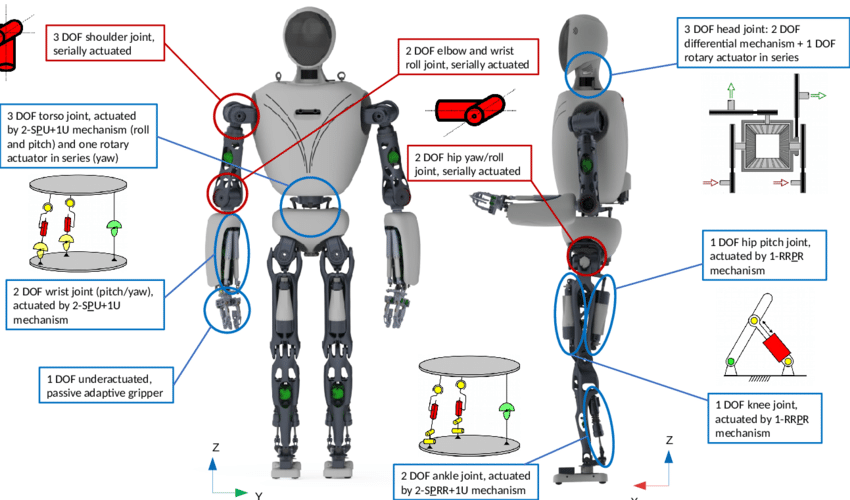 3 DOF shoulder joint,
serially actuated
2 DOF elbow and wrist
roll joint, serially actuated
3 DOF head joint: 2 DOF
differential mechanism + 1 DOF
rotary actuator in series
3 DOF torso joint, actuated
by 2-SPU+1U mechanism (roll
and pitch) and one rotary
actuator in series (yaw)
2 DOF hip yaw/roll
joint, serially actuated
1 DOF hip pitch joint,
actuated by 1-RRPR
mechanism
2 DOF wrist joint (pitch/yaw),
actuated by 2-SPU+1U
mechanism
1 DOF underactuated,
passive adaptive gripper
1 DOF knee joint,
actuated by 1-RRPR
mechanism
2 DOF ankle joint, actuated
by 2-SPRR+1U mechanism
Z
Y
Z